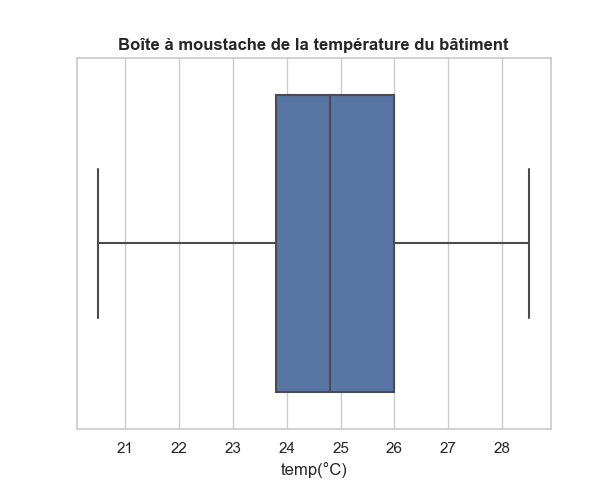 Boîte à moustache de la température du bâtiment
21 22 23 24 25 26 27 28
temp(°C)